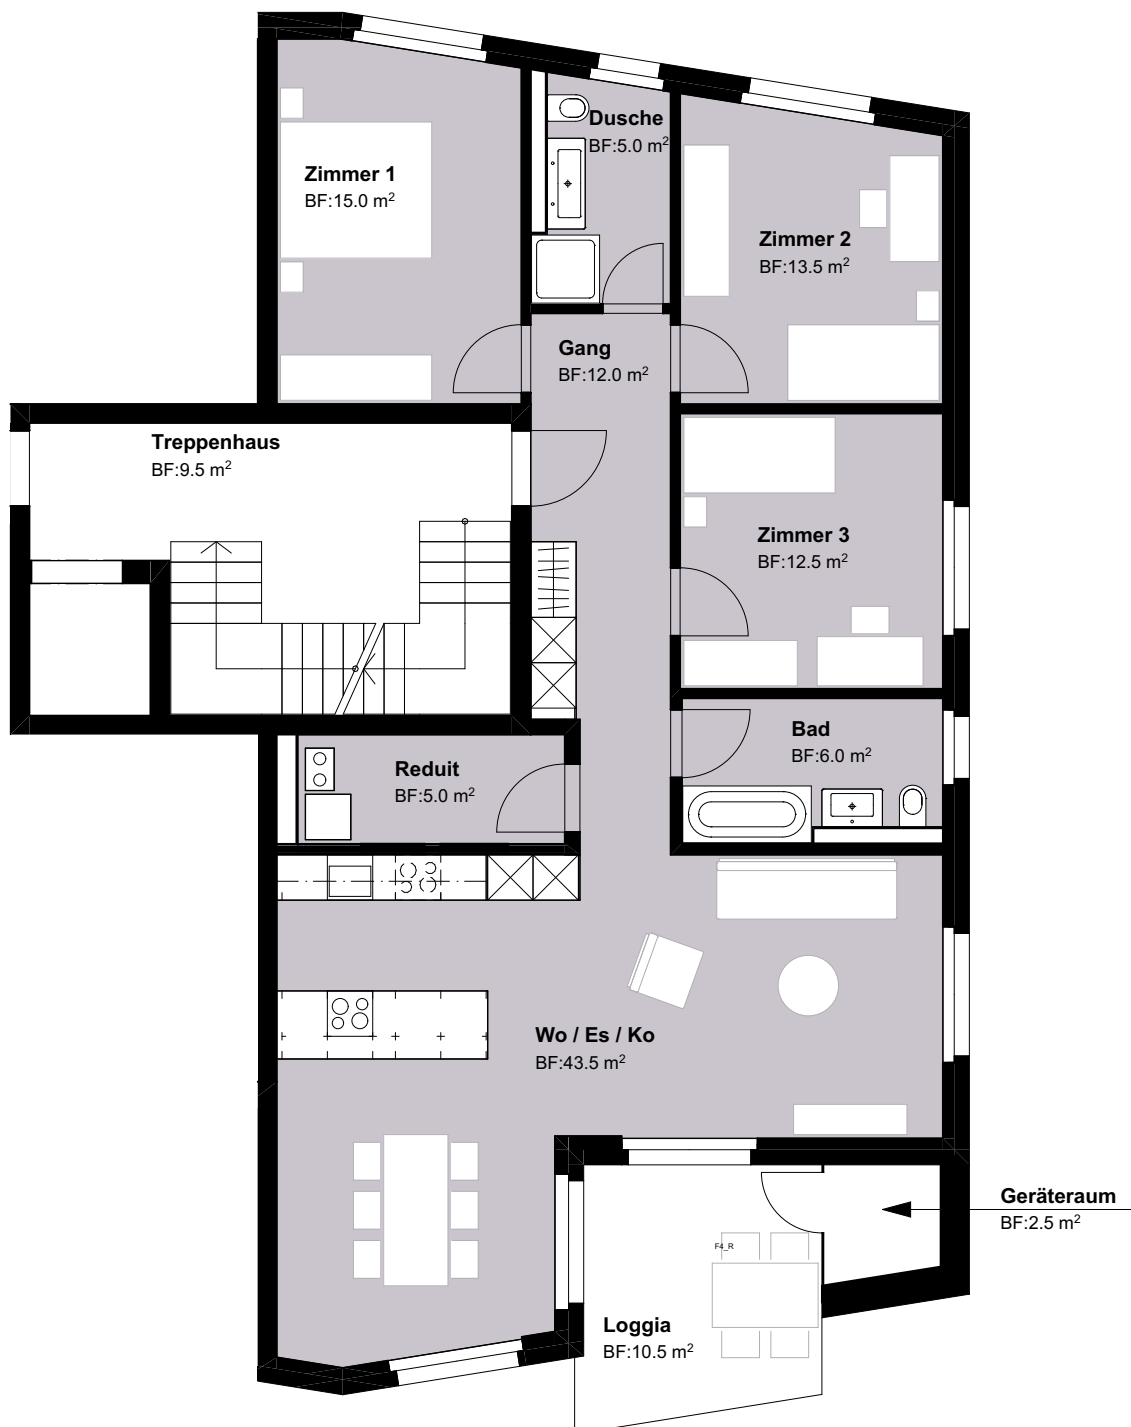 Dusche
BF:5.0 m²
Zimmer 1
BF:15.0 m²
Zimmer 2
BF:13.5 m²
Gang
BF:12.0 m²
Treppenhaus
BF:9.5 m²
Zimmer 3
BF:12.5 m²
Bad
BF:6.0 m²
Reduit
BF:5.0 m²
Wo / Es / Ko
BF:43.5 m²
Geräteraum
BF:2.5 m²
F4_R
Loggia
BF:10.5 m²